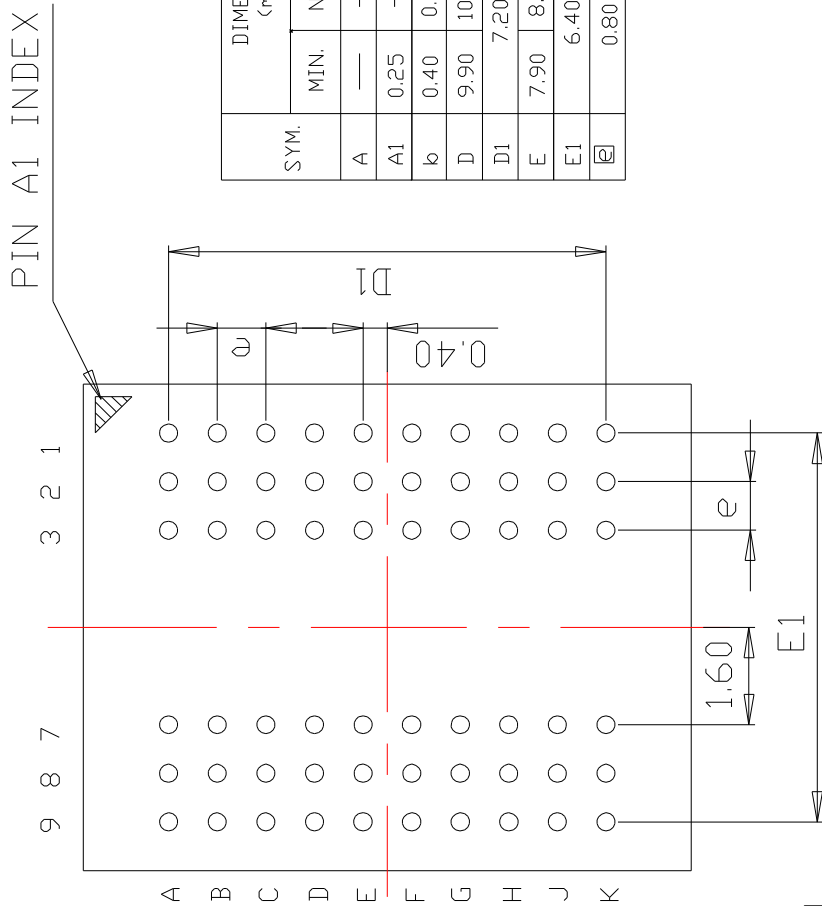 PIN A1 INDEX
SYM.
MIN.
A —
A1 0.25
b 0.40
D 9.90
D1 7.20
E 7.90
E1 6.40
e 0.80
D1
e
0.40
1
2
3
7
8
9
e
E1
1.60
A
B
C
D
E
F
G
H
J
K